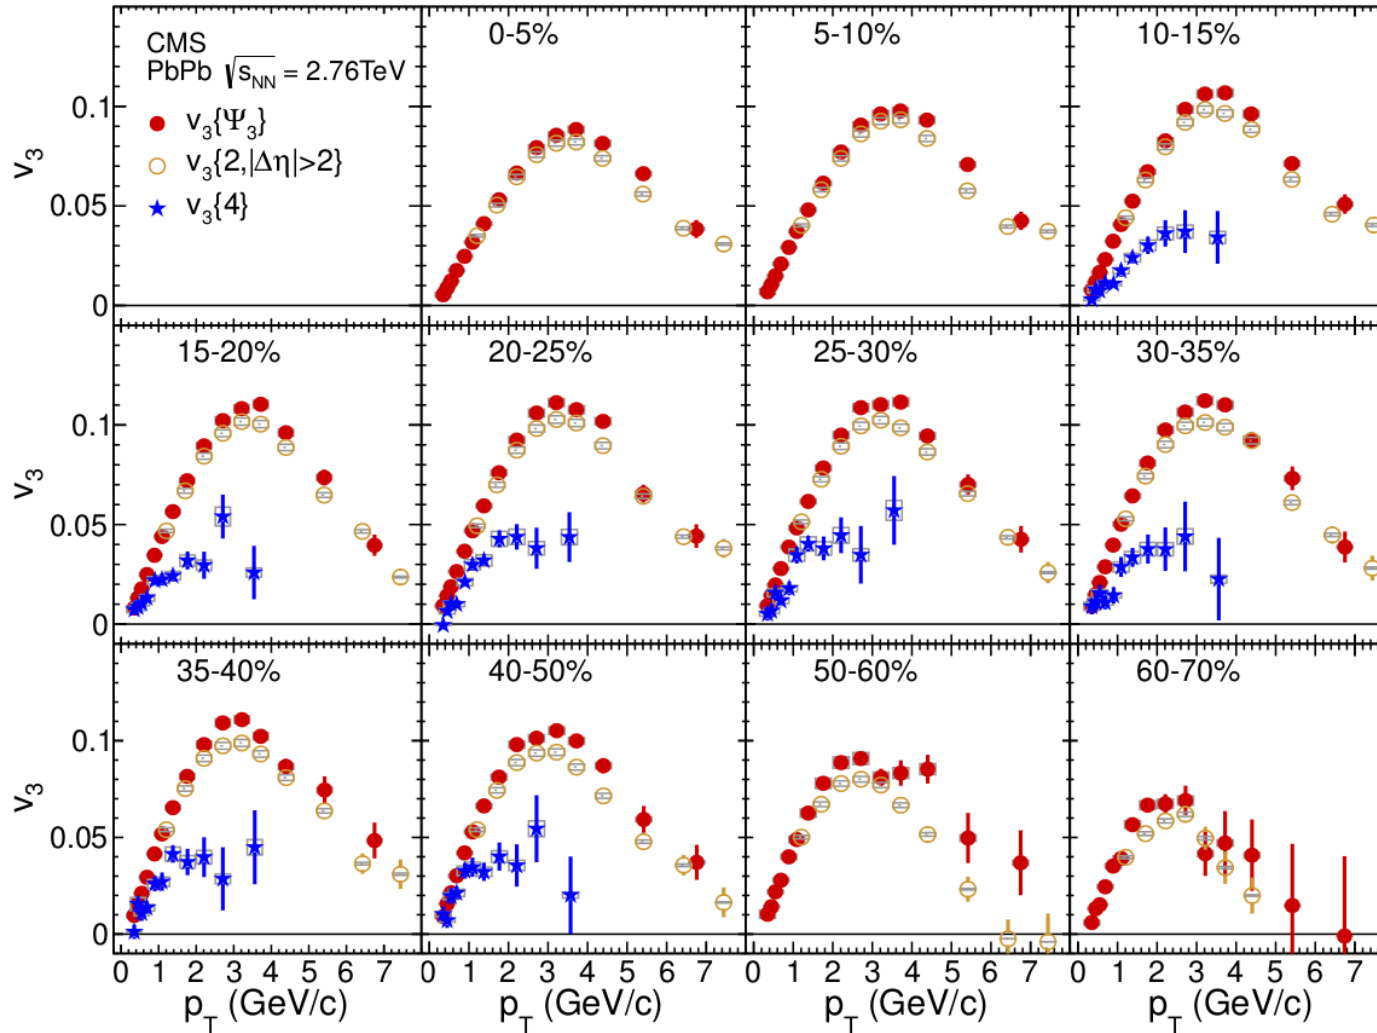 CMS
PbPb √s_NN = 2.76TeV
v_3{Ψ_3}
v_3{2,|Δη|>2}
v_3{4}
0-5%
5-10%
10-15%
v_3
0.1
0.05
0
15-20%
20-25%
25-30%
30-35%
v_3
0.1
0.05
0
35-40%
40-50%
50-60%
60-70%
v_3
0.1
0.05
0
0 1 2 3 4 5 6 7
0 1 2 3 4 5 6 7
0 1 2 3 4 5 6 7
0 1 2 3 4 5 6 7
p_T (GeV/c)
p_T (GeV/c)
p_T (GeV/c)
p_T (GeV/c)